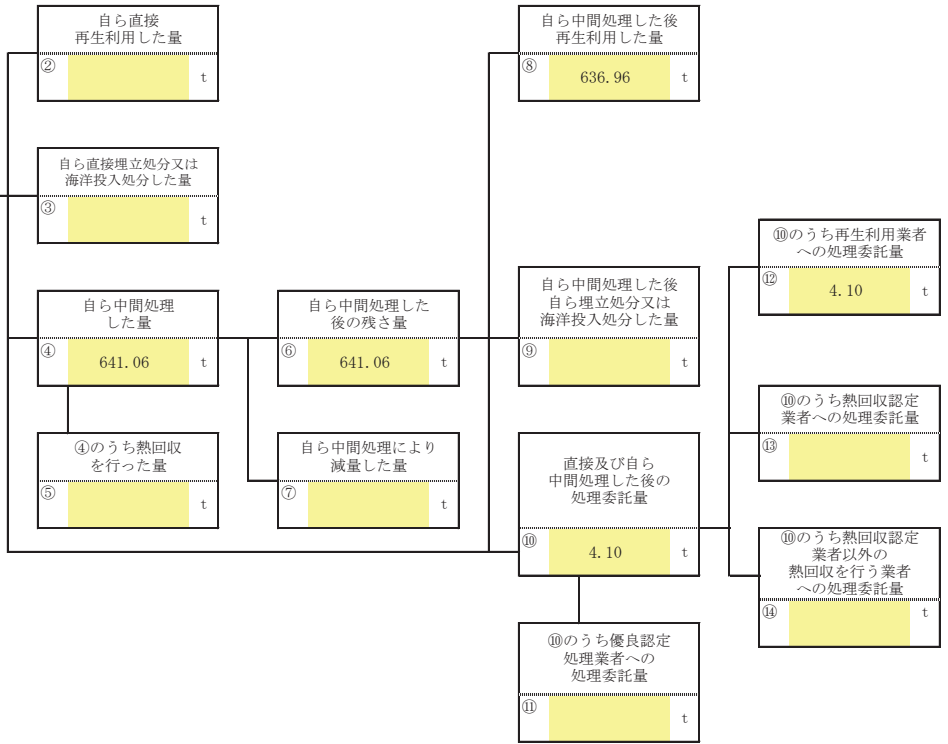 自ら直接
再生利用した量
②
t
自ら直接埋立処分又は
海洋投入処分した量
③
t
自ら中間処理
した量
④
641.06
t
④のうち熱回収
を行った量
⑤
t
自ら中間処理した
後の残さ量
⑥
641.06
t
自ら中間処理により
減量した量
⑦
t
自ら中間処理した後
再生利用した量
⑧
636.96
t
自ら中間処理した後
自ら埋立処分又は
海洋投入処分した量
⑨
t
直接及び自ら
中間処理した後の
処理委託量
⑩
4.10
t
⑩のうち優良認定
処理業者への
処理委託量
⑪
t
⑩のうち再生利用業者
への処理委託量
⑫
4.10
t
⑩のうち熱回収認定
業者への処理委託量
⑬
t
⑩のうち熱回収認定
業者以外の
熱回収を行う業者
への処理委託量
⑭
t